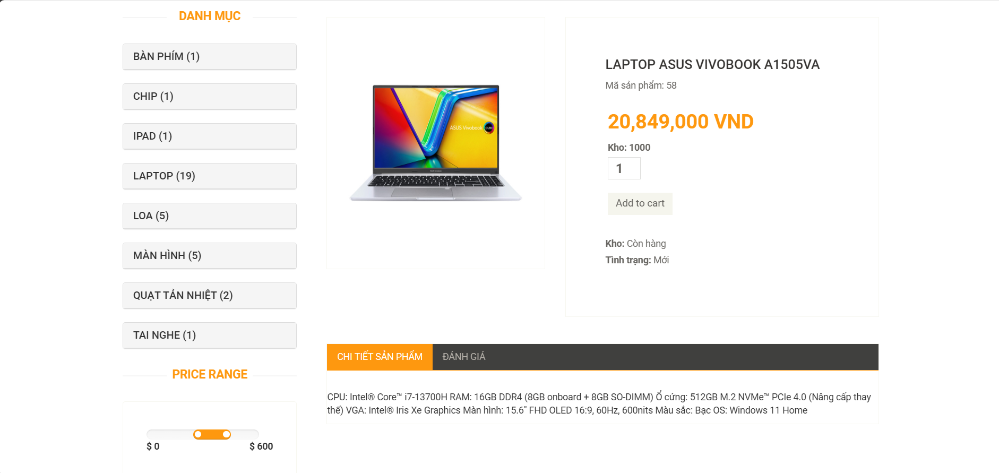 DANH MỤC
BÀN PHÍM (1)
CHIP (1)
IPAD (1)
LAPTOP (19)
LOA (5)
MÀN HÌNH (5)
QUẠT TẢN NHIỆT (2)
TAI NGHE (1)
PRICE RANGE
$ 0
$ 600
ASUS Vivobook
OLED
LAPTOP ASUS VIVOBOOK A1505VA
Mã sản phẩm: 58
20,849,000 VND
Kho: 1000
1
Add to cart
Kho: Còn hàng
Tình trạng: Mới
CHI TIẾT SẢN PHẨM
ĐÁNH GIÁ
CPU: Intel® Core™ i7-13700H RAM: 16GB DDR4 (8GB onboard + 8GB SO-DIMM) Ổ cứng: 512GB M.2 NVMe™ PCIe 4.0 (Nâng cấp thay
thế) VGA: Intel® Iris Xe Graphics Màn hình: 15.6" FHD OLED 16:9, 60Hz, 600nits Màu sắc: Bạc OS: Windows 11 Home